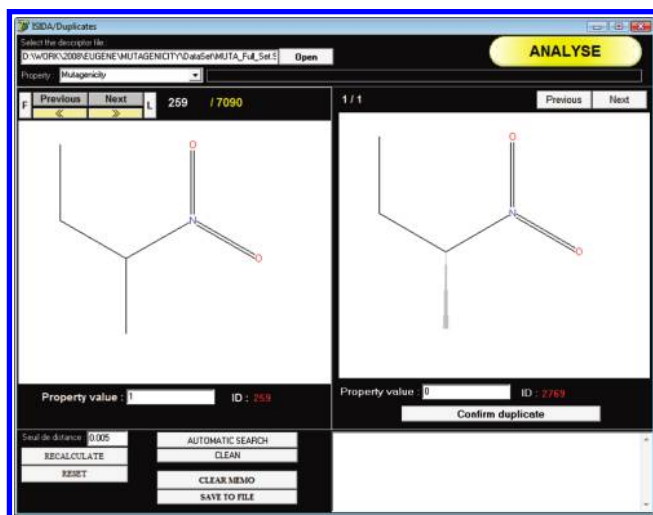 ISIDA/Duplicates
Select the descriptor file :
D:\WORK\2008\EUGENE\MUTAGENICITY\DataSet\MUTA_Full_Set.S
Open
ANALYSE
Property : Mutagenicity
F Previous Next L 259 / 7090
<< >>
1 / 1 Previous Next
O
N
O
O
N
O
Property value : 1 ID : 259
Property value : 0 ID : 2769
Confirm duplicate
Seuil de distance : 0.005
AUTOMATIC SEARCH
RECALCULATE
CLEAN
RESET
CLEAR MEMO
SAVE TO FILE